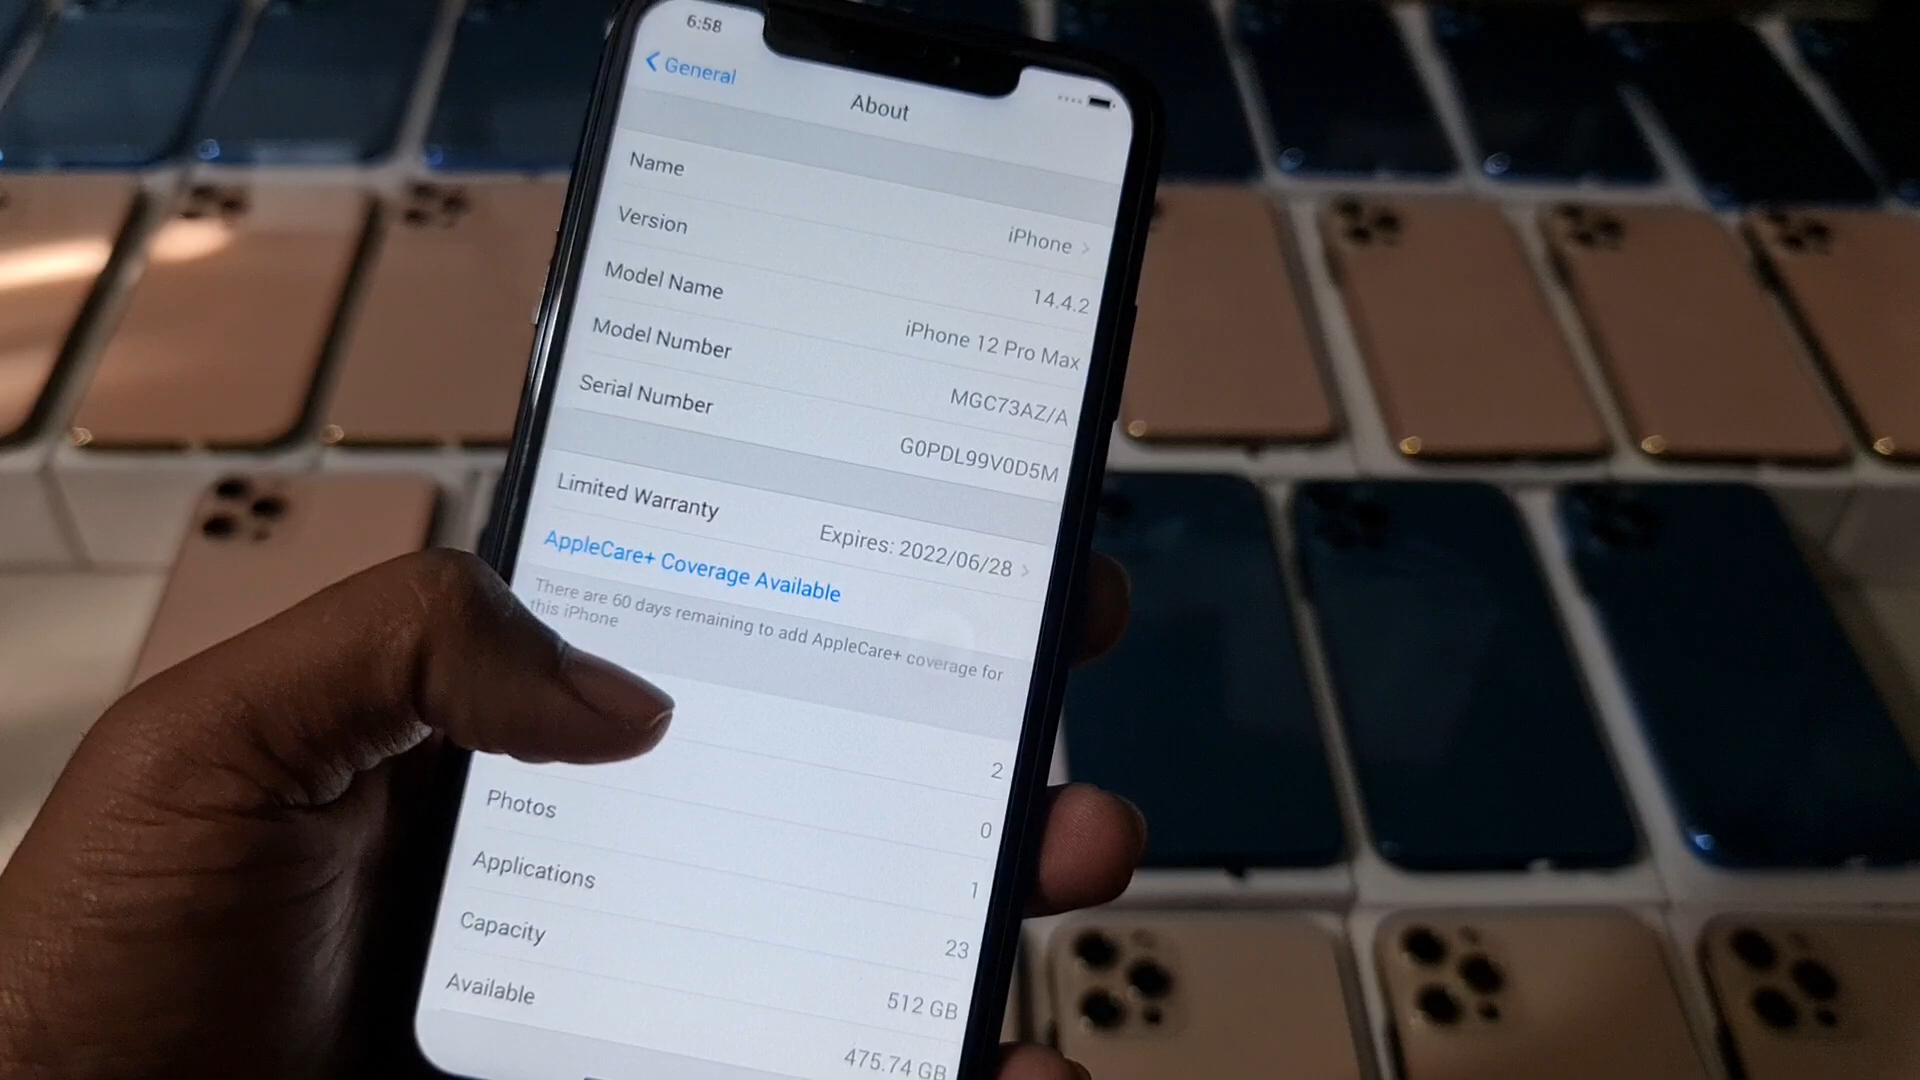 6:58
General
About
Name
iPhone
Version
14.4.2
Model Name
iPhone 12 Pro Max
Model Number
MGC73AZ/A
Serial Number
G0PDL99V0D5M
Limited Warranty
Expires: 2022/06/28
AppleCare+ Coverage Available
There are 60 days remaining to add AppleCare+ coverage for
this iPhone
2
Photos
0
Applications
1
Capacity
23
Available
512 GB
475.74 GB